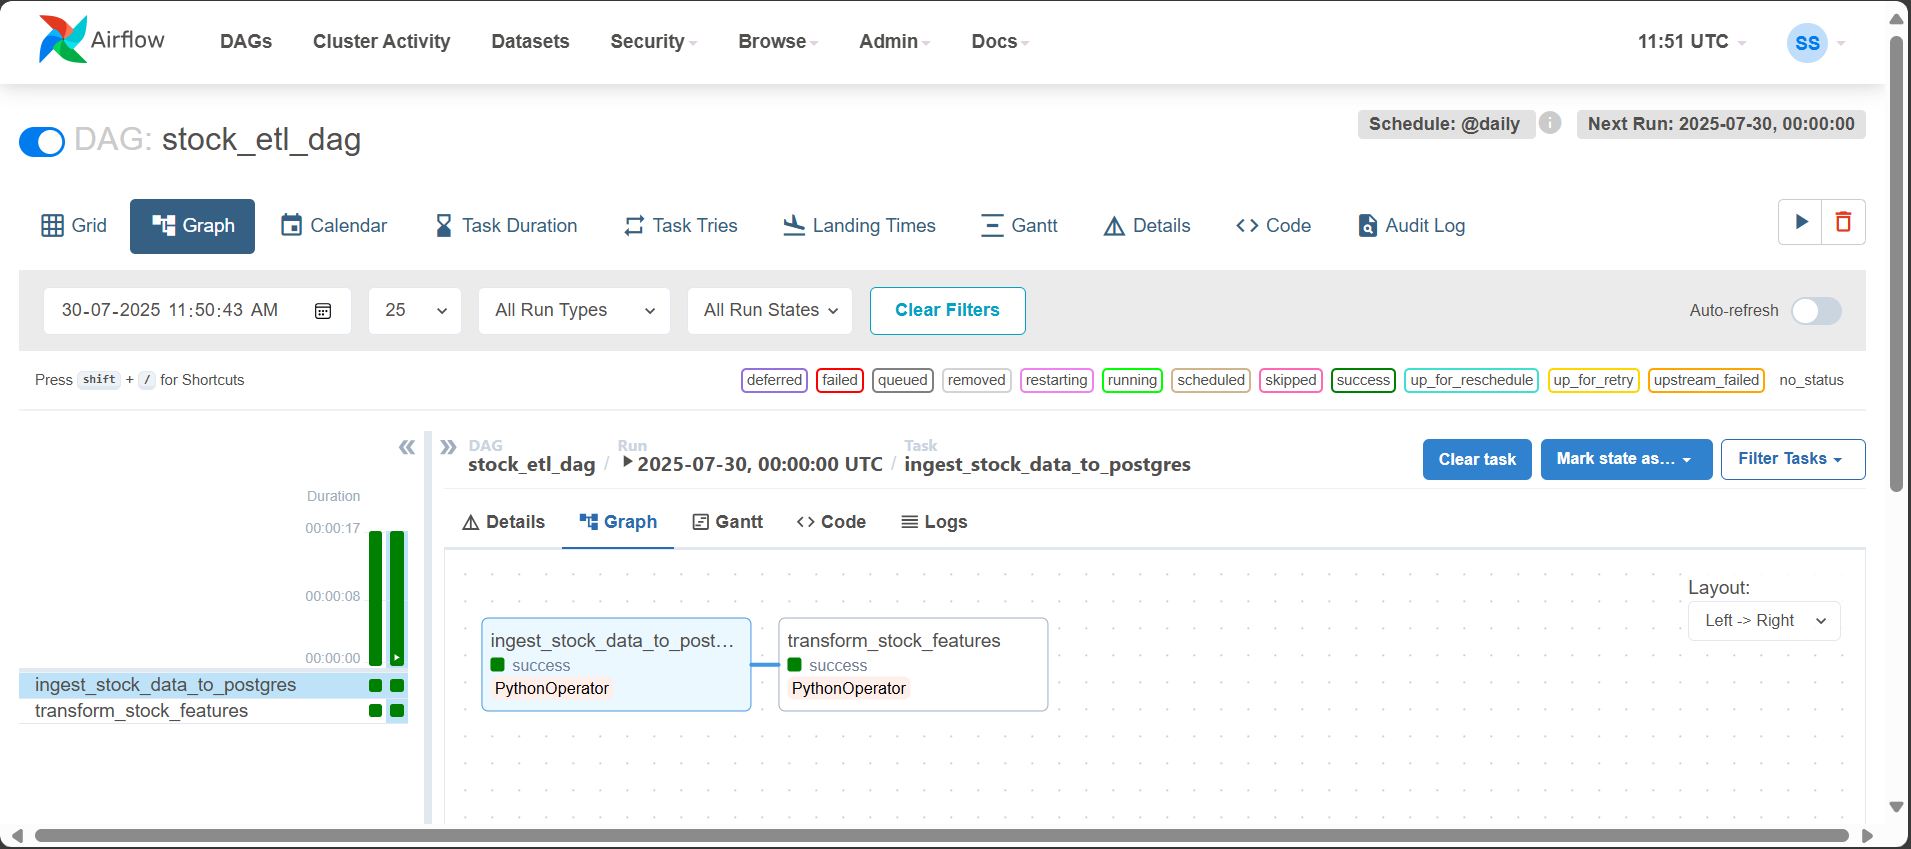 Airflow DAGs Cluster Activity Datasets Security Browse Admin Docs 11:51 UTC SS
DAG: stock_etl_dag
Schedule: @daily i Next Run: 2025-07-30, 00:00:00
Grid Graph Calendar Task Duration Task Tries Landing Times Gantt Details Code Audit Log
30-07-2025 11:50:43 AM 25 All Run Types All Run States Clear Filters Auto-refresh
Press shift + / for Shortcuts deferred failed queued removed restarting running scheduled skipped success up_for_reschedule up_for_retry upstream_failed no_status
DAG Run Task
stock_etl_dag / 2025-07-30, 00:00:00 UTC / ingest_stock_data_to_postgres Clear task Mark state as... Filter Tasks
Duration
00:00:17
00:00:08
00:00:00
ingest_stock_data_to_postgres
transform_stock_features
Details Graph Gantt Code Logs
Layout:
Left -> Right
ingest_stock_data_to_post...
success
PythonOperator
transform_stock_features
success
PythonOperator